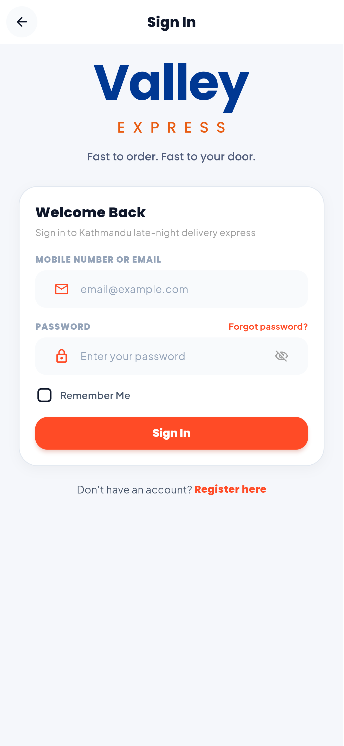 Sign In
Valley
EXPRESS
Fast to order. Fast to your door.
Welcome Back
Sign in to Kathmandu late-night delivery express
MOBILE NUMBER OR EMAIL
email@example.com
PASSWORD Forgot password?
Enter your password
Remember Me
Sign In
Don't have an account? Register here